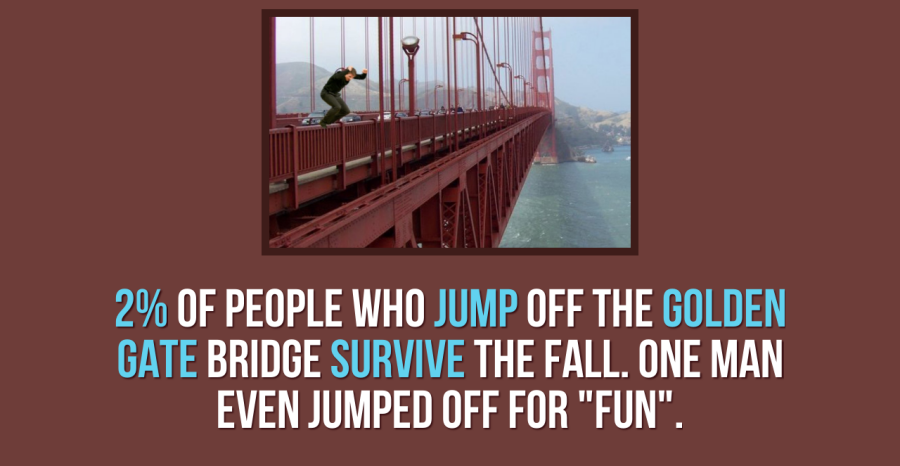 2% OF PEOPLE WHO JUMP OFF THE GOLDEN
GATE BRIDGE SURVIVE THE FALL. ONE MAN
EVEN JUMPED OFF FOR "FUN".